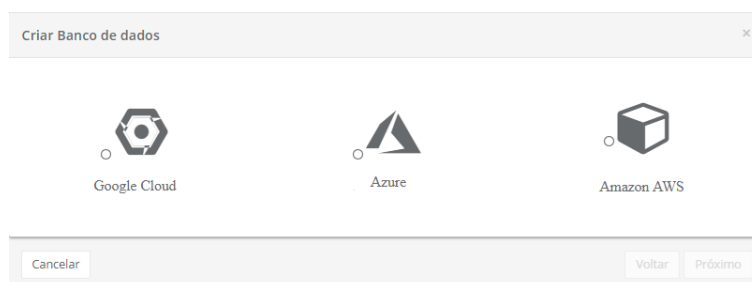 Criar Banco de dados ×
Google Cloud
Azure
Amazon AWS
Cancelar
Voltar
Próximo